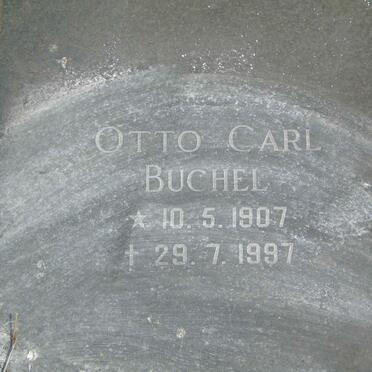 OTTO CARL
BUCHEL
★ 10.5.1907
† 29.7.1997